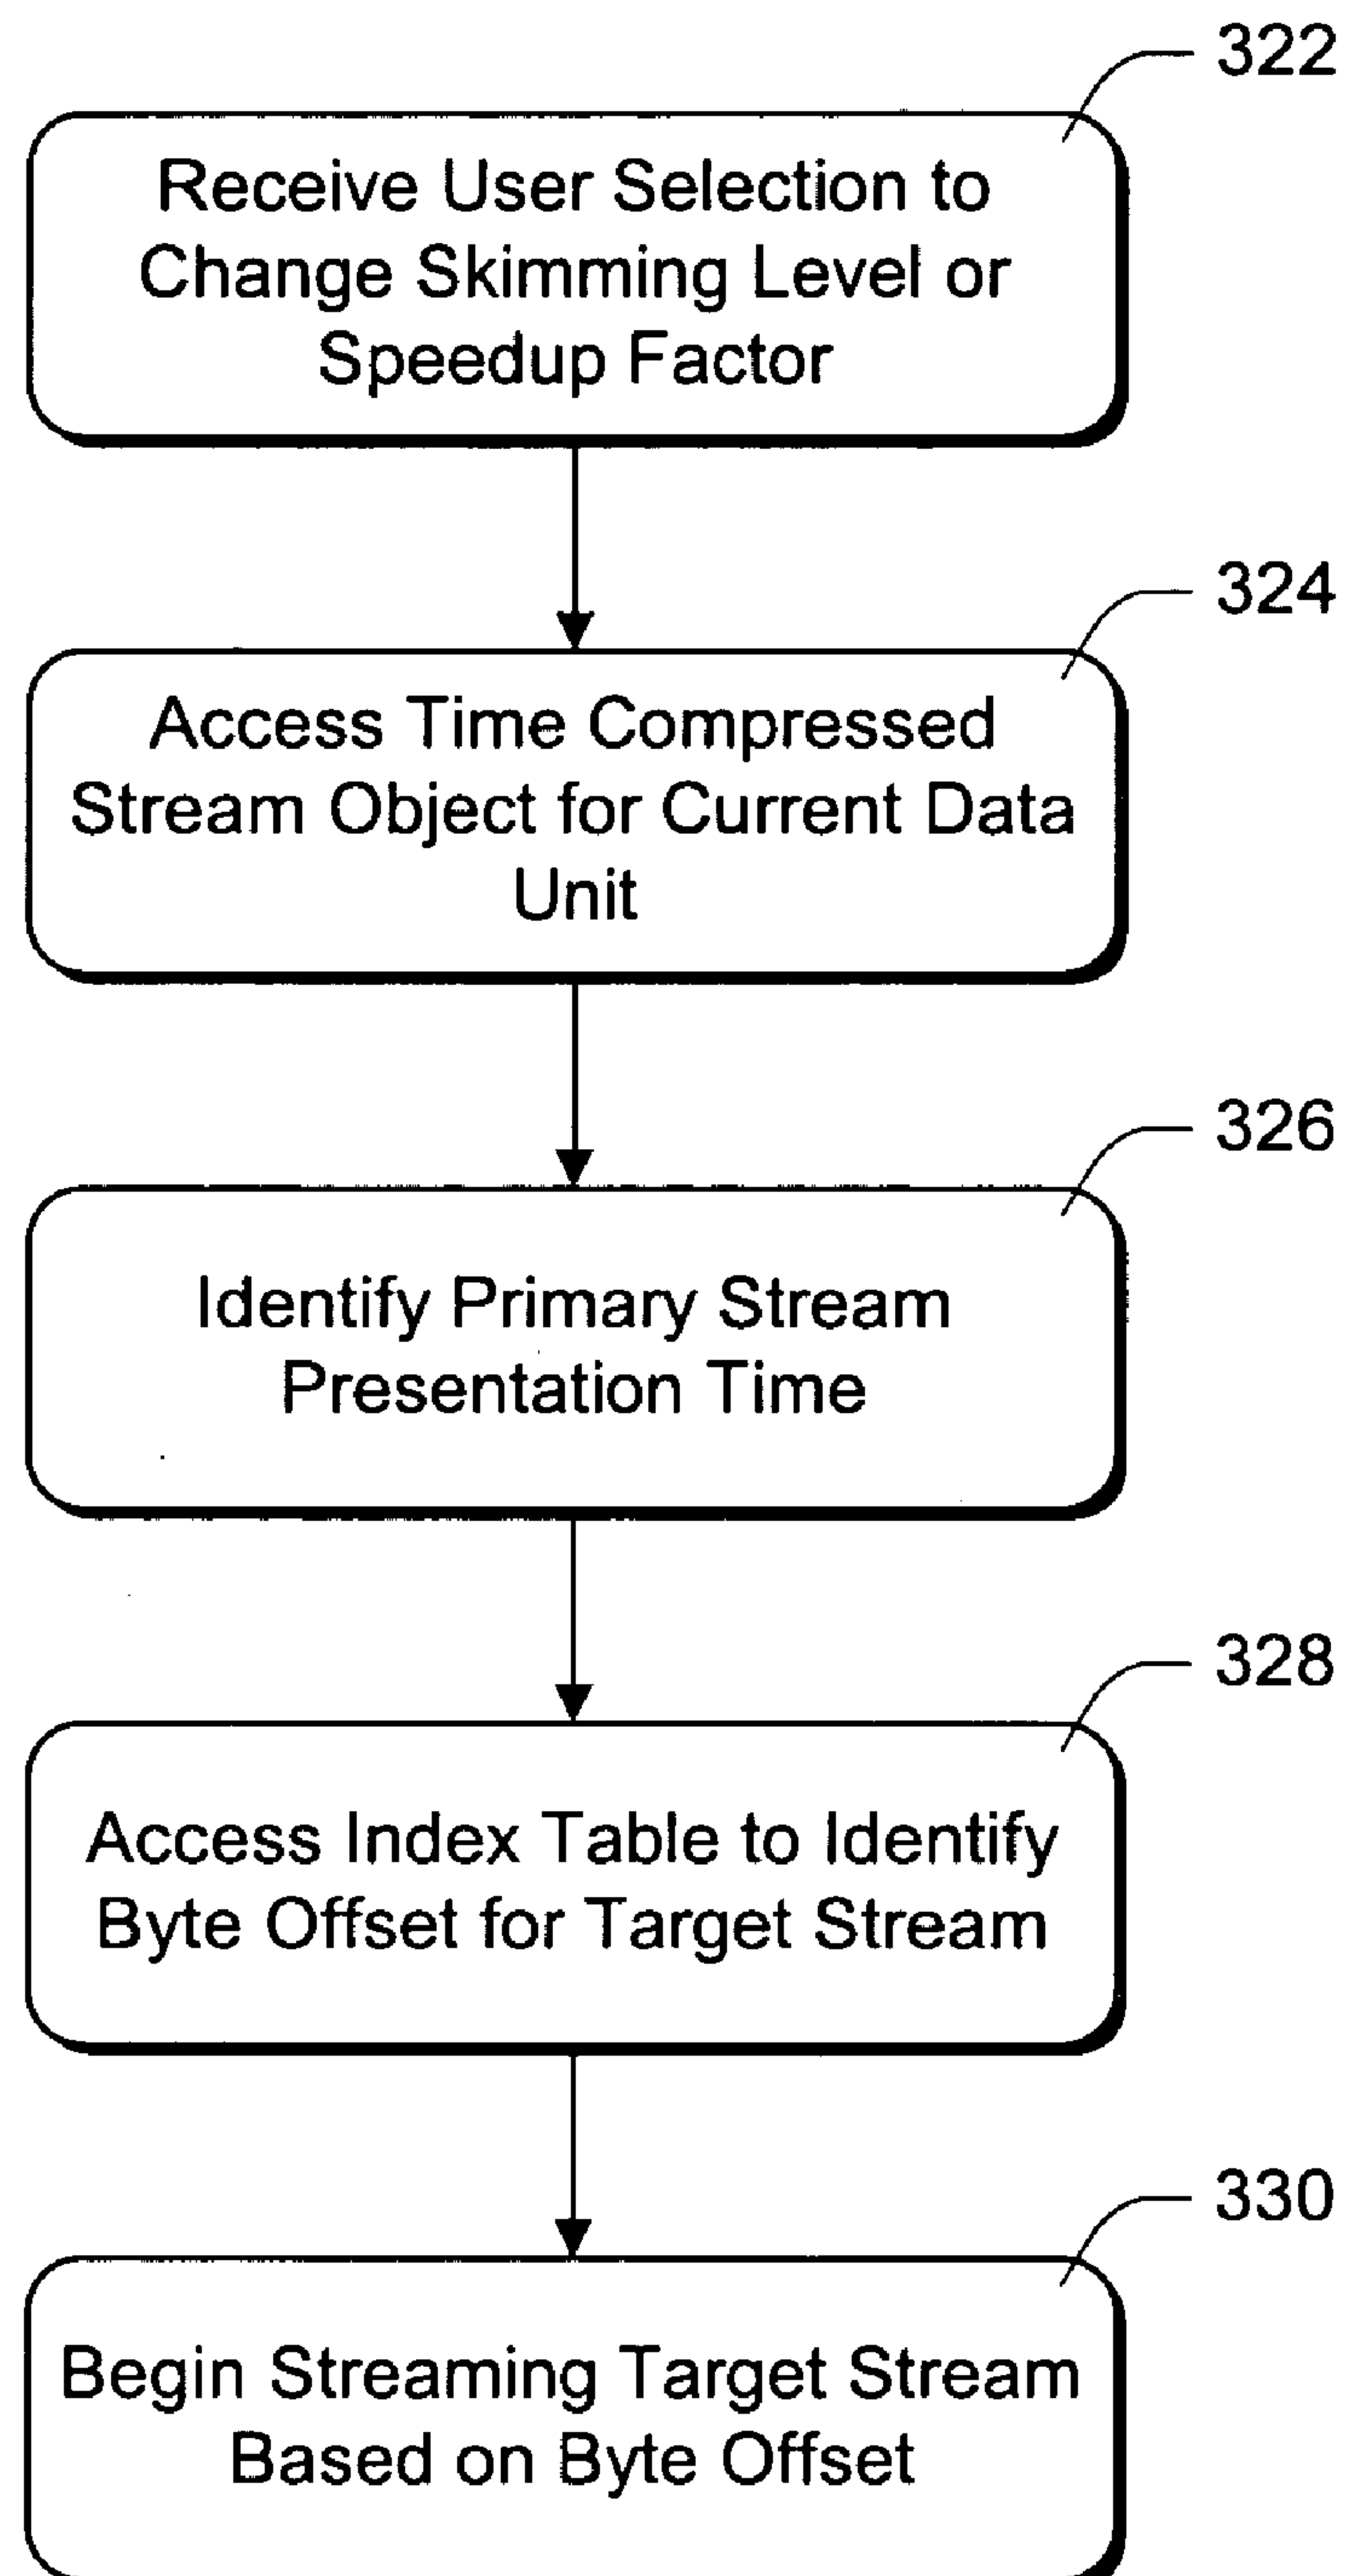 322
Receive User Selection to
Change Skimming Level or
Speedup Factor
324
Access Time Compressed
Stream Object for Current Data
Unit
326
Identify Primary Stream
Presentation Time
328
Access Index Table to Identify
Byte Offset for Target Stream
330
Begin Streaming Target Stream
Based on Byte Offset